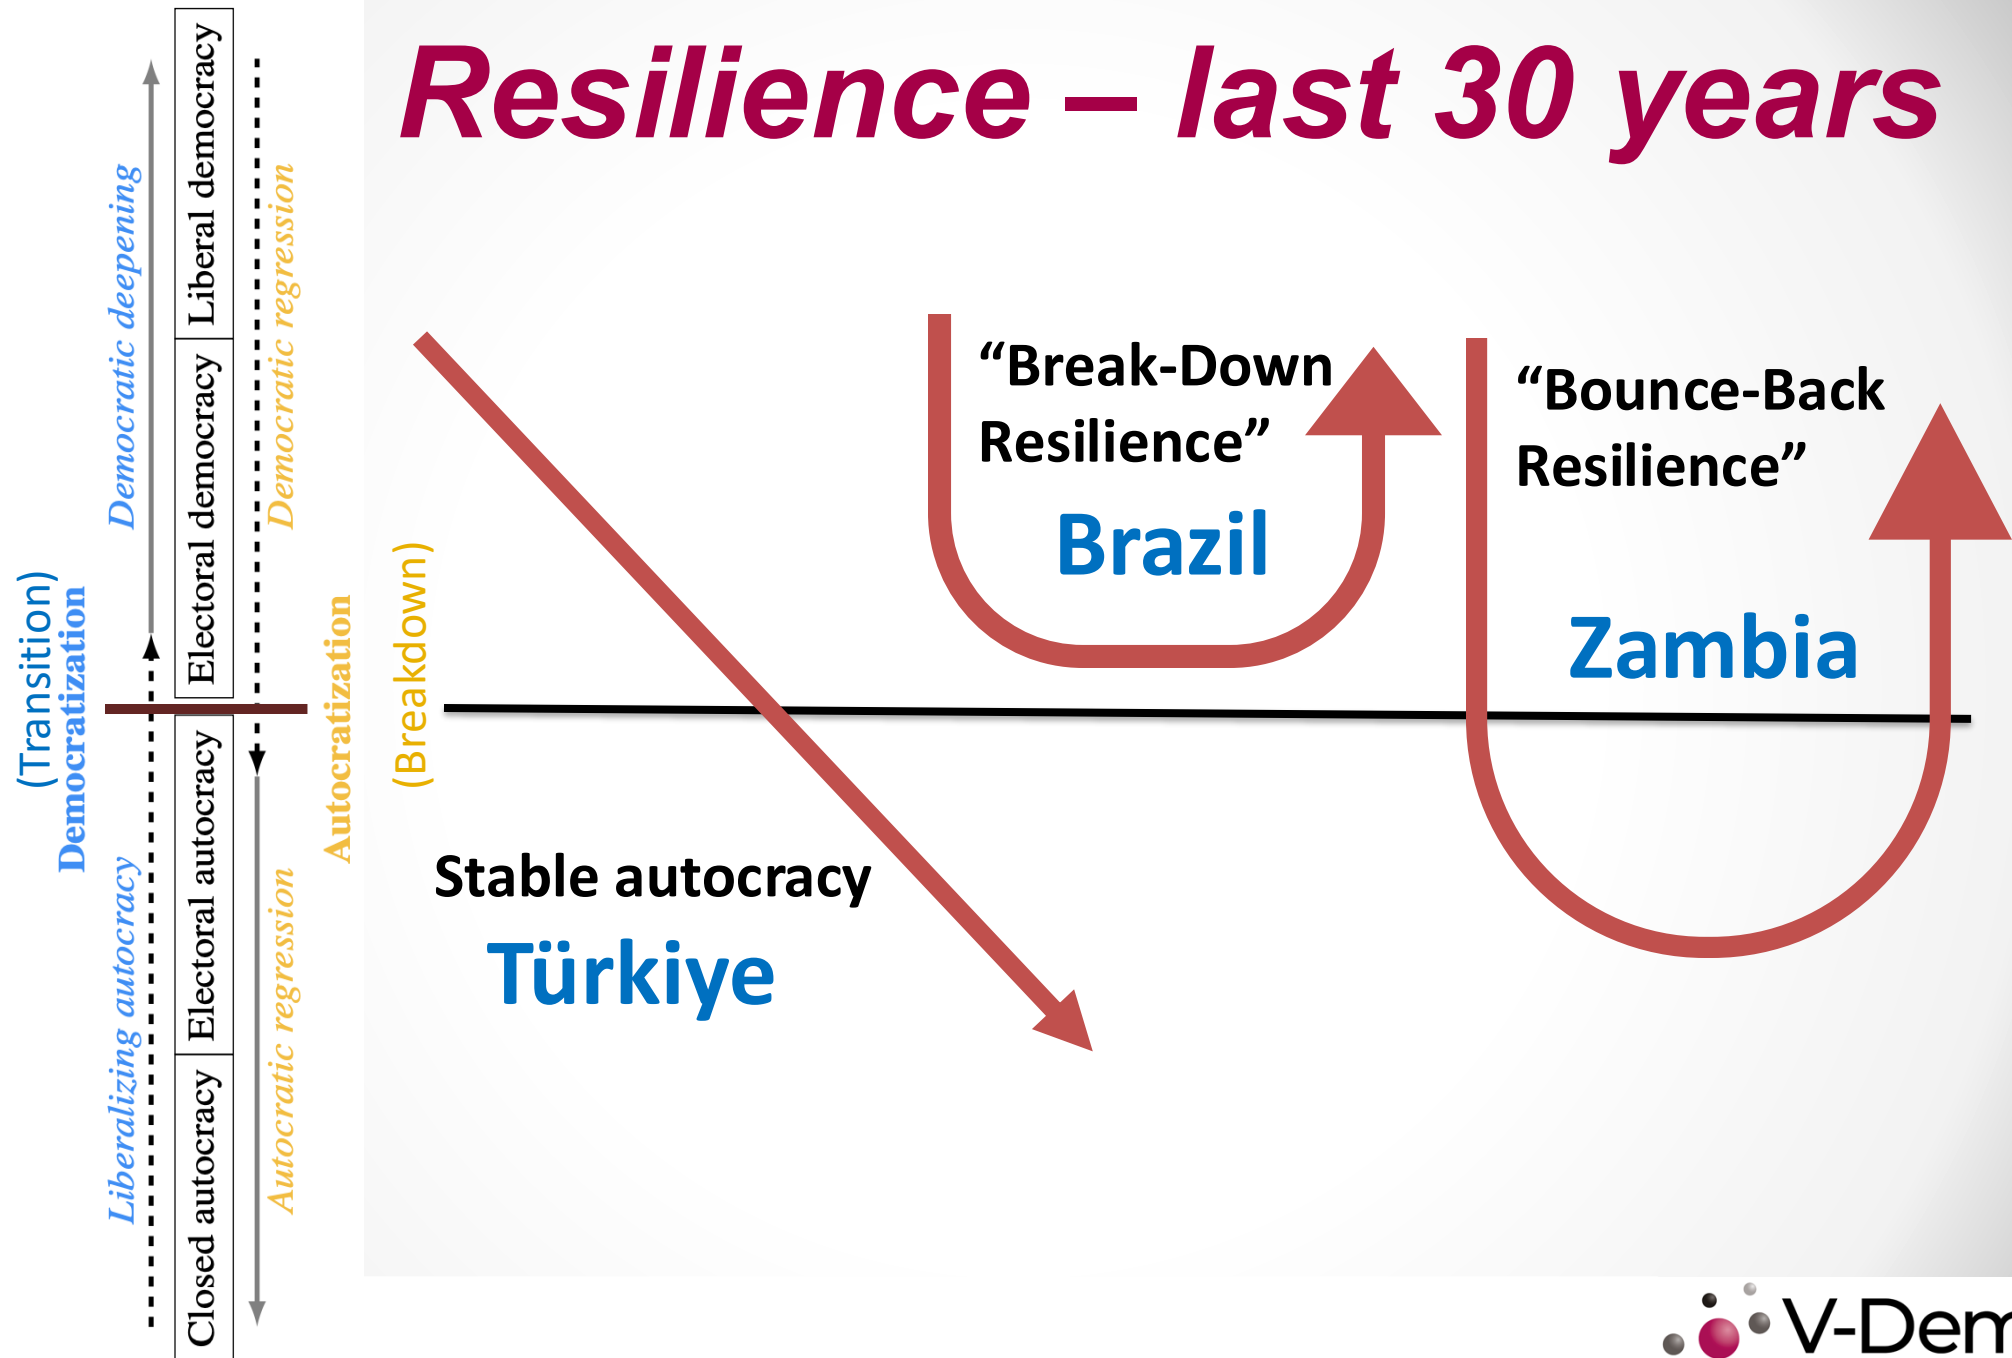 Resilience – last 30 years
(Transition)
Democratization
Democratic deepening
Liberalizing autocracy
Liberal democracy
Electoral democracy
Electoral autocracy
Closed autocracy
Democratic regression
Autocratic regression
Autocratization
(Breakdown)
Stable autocracy
Türkiye
“Break-Down
Resilience”
Brazil
“Bounce-Back
Resilience”
Zambia
V-Dem